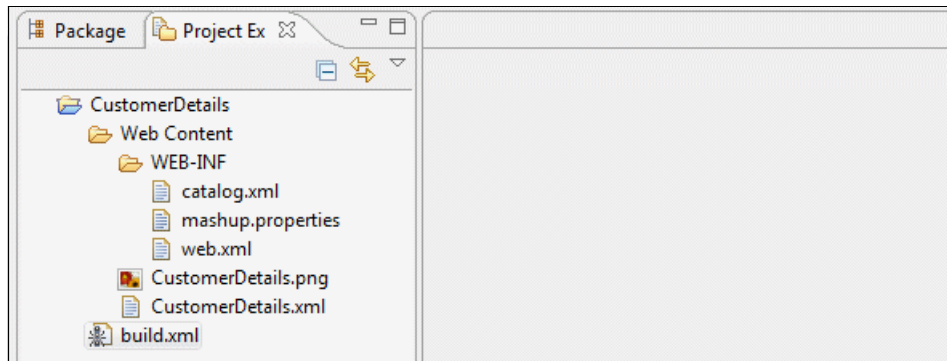 Package Project Ex
CustomerDetails
Web Content
WEB-INF
catalog.xml
mashup.properties
web.xml
CustomerDetails.png
CustomerDetails.xml
build.xml